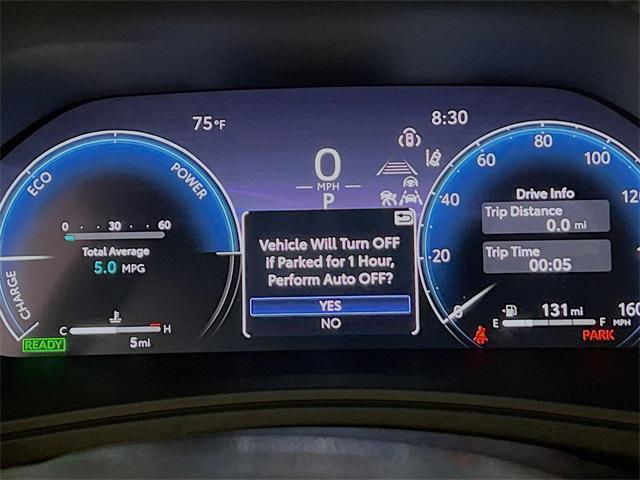 75°F
8:30
ECO
POWER
CHARGE
0 30 60
Total Average
5.0 MPG
C H
READY
5mi
0
MPH
P
Vehicle Will Turn OFF
if Parked for 1 Hour,
Perform Auto OFF?
YES
NO
0
20
40
60
80
100
120
160
MPH
Drive Info
Trip Distance
0.0 mi
Trip Time
00:05
131 mi
E F
PARK